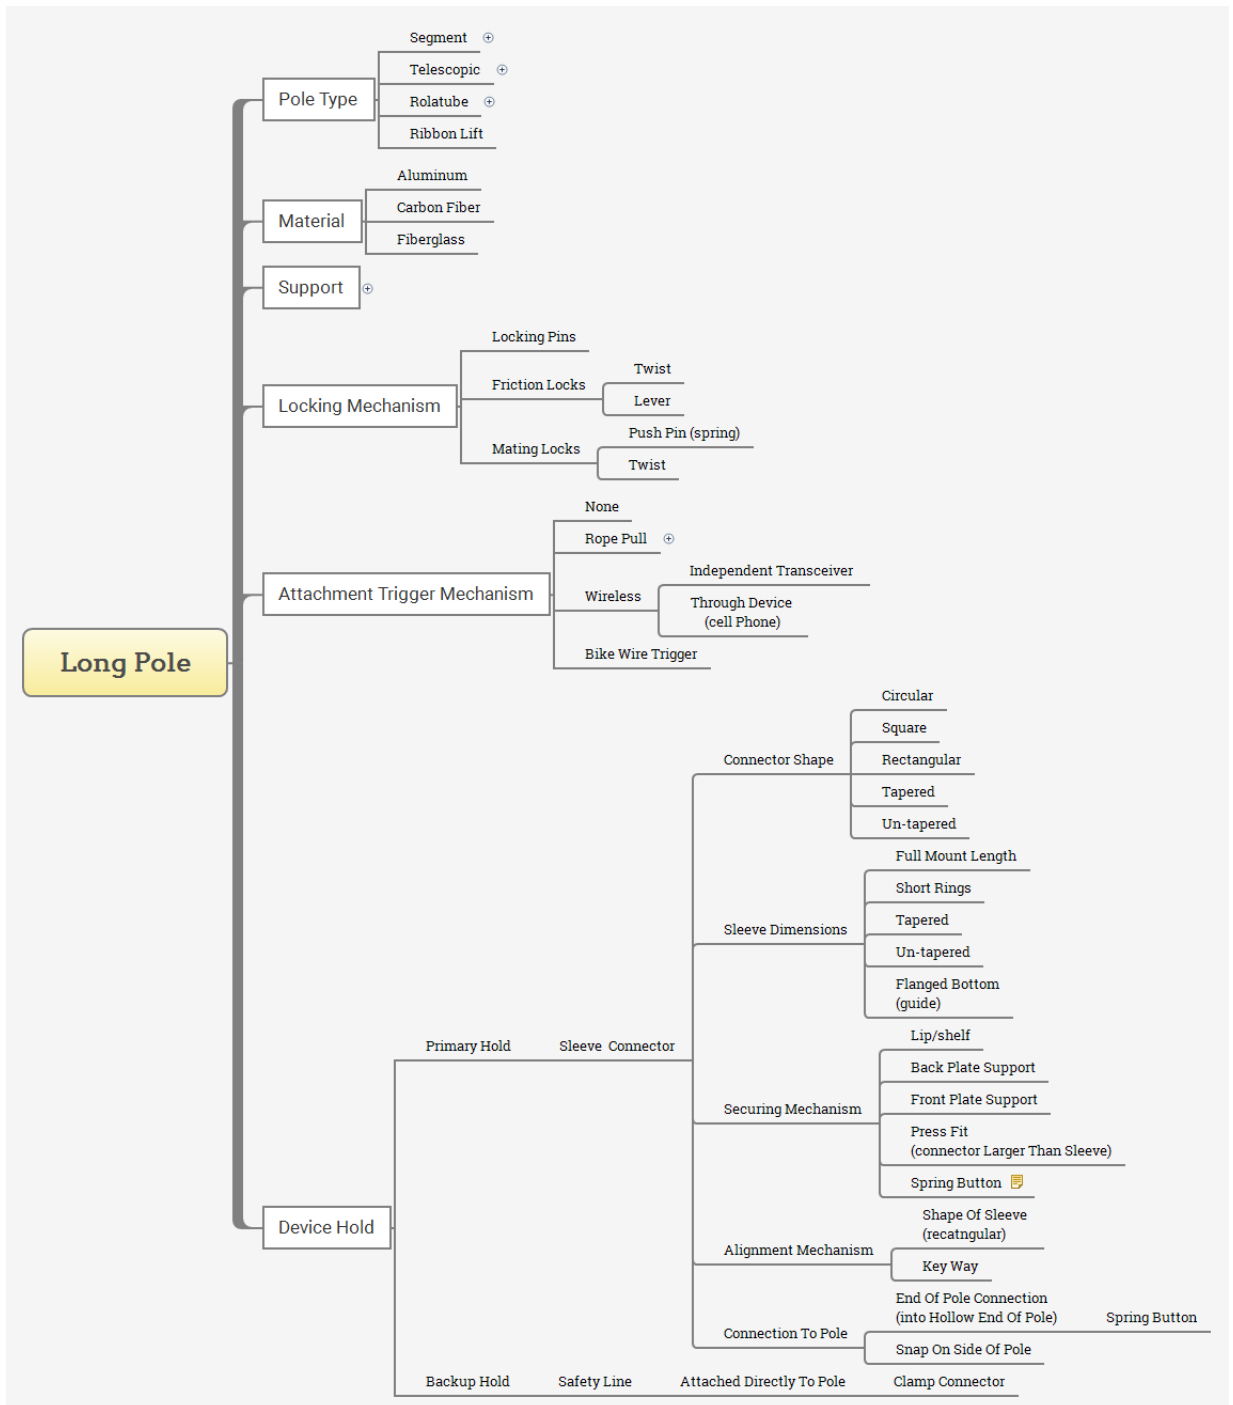 Long Pole
Pole Type
Segment
Telescopic
Rolatube
Ribbon Lift
Material
Aluminum
Carbon Fiber
Fiberglass
Support
Locking Mechanism
Locking Pins
Friction Locks
Twist
Lever
Mating Locks
Push Pin (spring)
Twist
Attachment Trigger Mechanism
None
Rope Pull
Wireless
Independent Transceiver
Through Device
(cell Phone)
Bike Wire Trigger
Device Hold
Primary Hold
Sleeve Connector
Connector Shape
Circular
Square
Rectangular
Tapered
Un-tapered
Sleeve Dimensions
Full Mount Length
Short Rings
Tapered
Un-tapered
Flanged Bottom
(guide)
Securing Mechanism
Lip/shelf
Back Plate Support
Front Plate Support
Press Fit
(connector Larger Than Sleeve)
Spring Button
Alignment Mechanism
Shape Of Sleeve
(recatngular)
Key Way
Connection To Pole
End Of Pole Connection
(into Hollow End Of Pole)
Spring Button
Snap On Side Of Pole
Backup Hold
Safety Line
Attached Directly To Pole
Clamp Connector